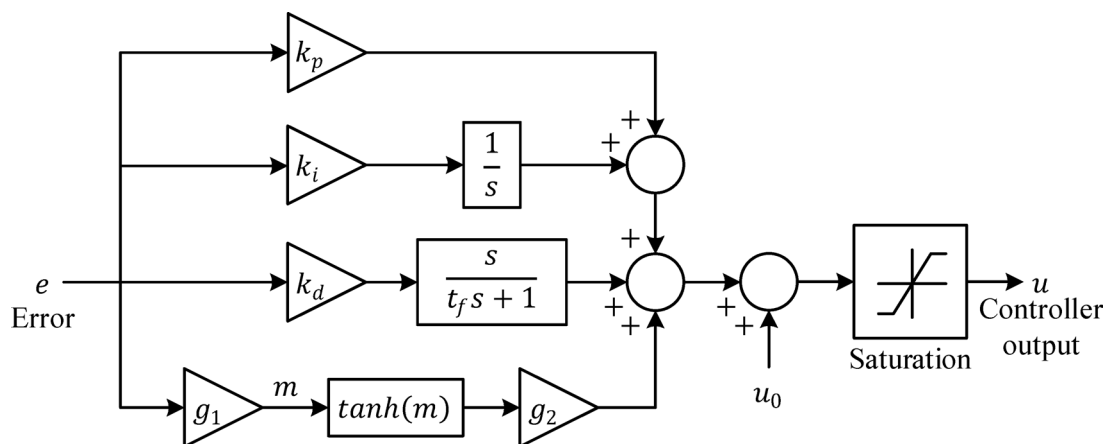 k_p
+
+
k_i
1/s
+
k_d
s/(t_f s + 1)
e
Error
+
+
+
+
u
Controller
output
Saturation
u_0
g_1
m
tanh(m)
g_2